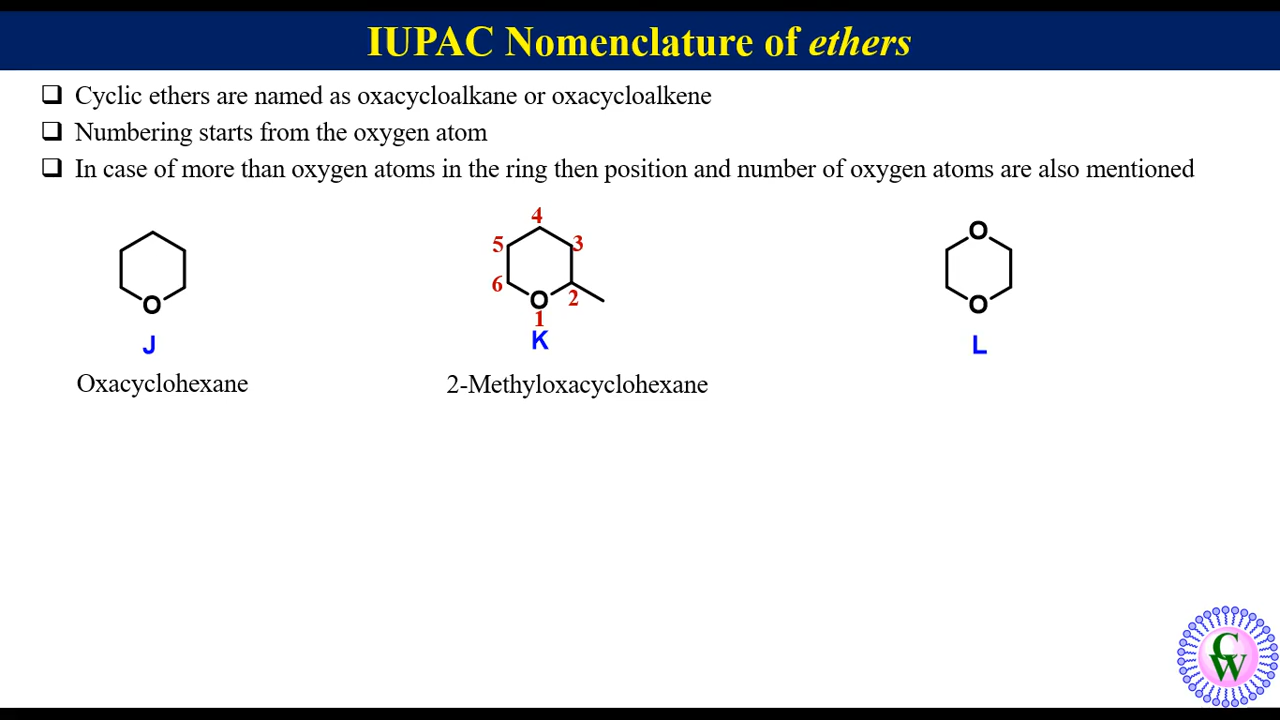 IUPAC Nomenclature of ethers
❑ Cyclic ethers are named as oxacycloalkane or oxacycloalkene
❑ Numbering starts from the oxygen atom
❑ In case of more than oxygen atoms in the ring then position and number of oxygen atoms are also mentioned
O
J
Oxacyclohexane
4
5 3
6 2
O
1
K
2-Methyloxacyclohexane
O
O
L
CW